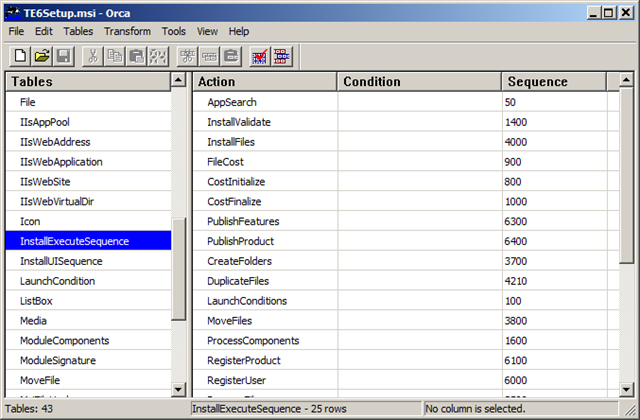 TE6Setup.msi - Orca
File Edit Tables Transform Tools View Help
Tables Action Condition Sequence
File AppSearch 50
IIsAppPool InstallValidate 1400
IIsWebAddress InstallFiles 4000
IIsWebApplication FileCost 900
IIsWebSite CostInitialize 800
IIsWebVirtualDir CostFinalize 1000
Icon PublishFeatures 6300
InstallExecuteSequence PublishProduct 6400
InstallUISequence CreateFolders 3700
LaunchCondition DuplicateFiles 4210
ListBox LaunchConditions 100
Media MoveFiles 3800
ModuleComponents ProcessComponents 1600
ModuleSignature RegisterProduct 6100
MoveFile RegisterUser 6000
Tables: 43 InstallExecuteSequence - 25 rows No column is selected.